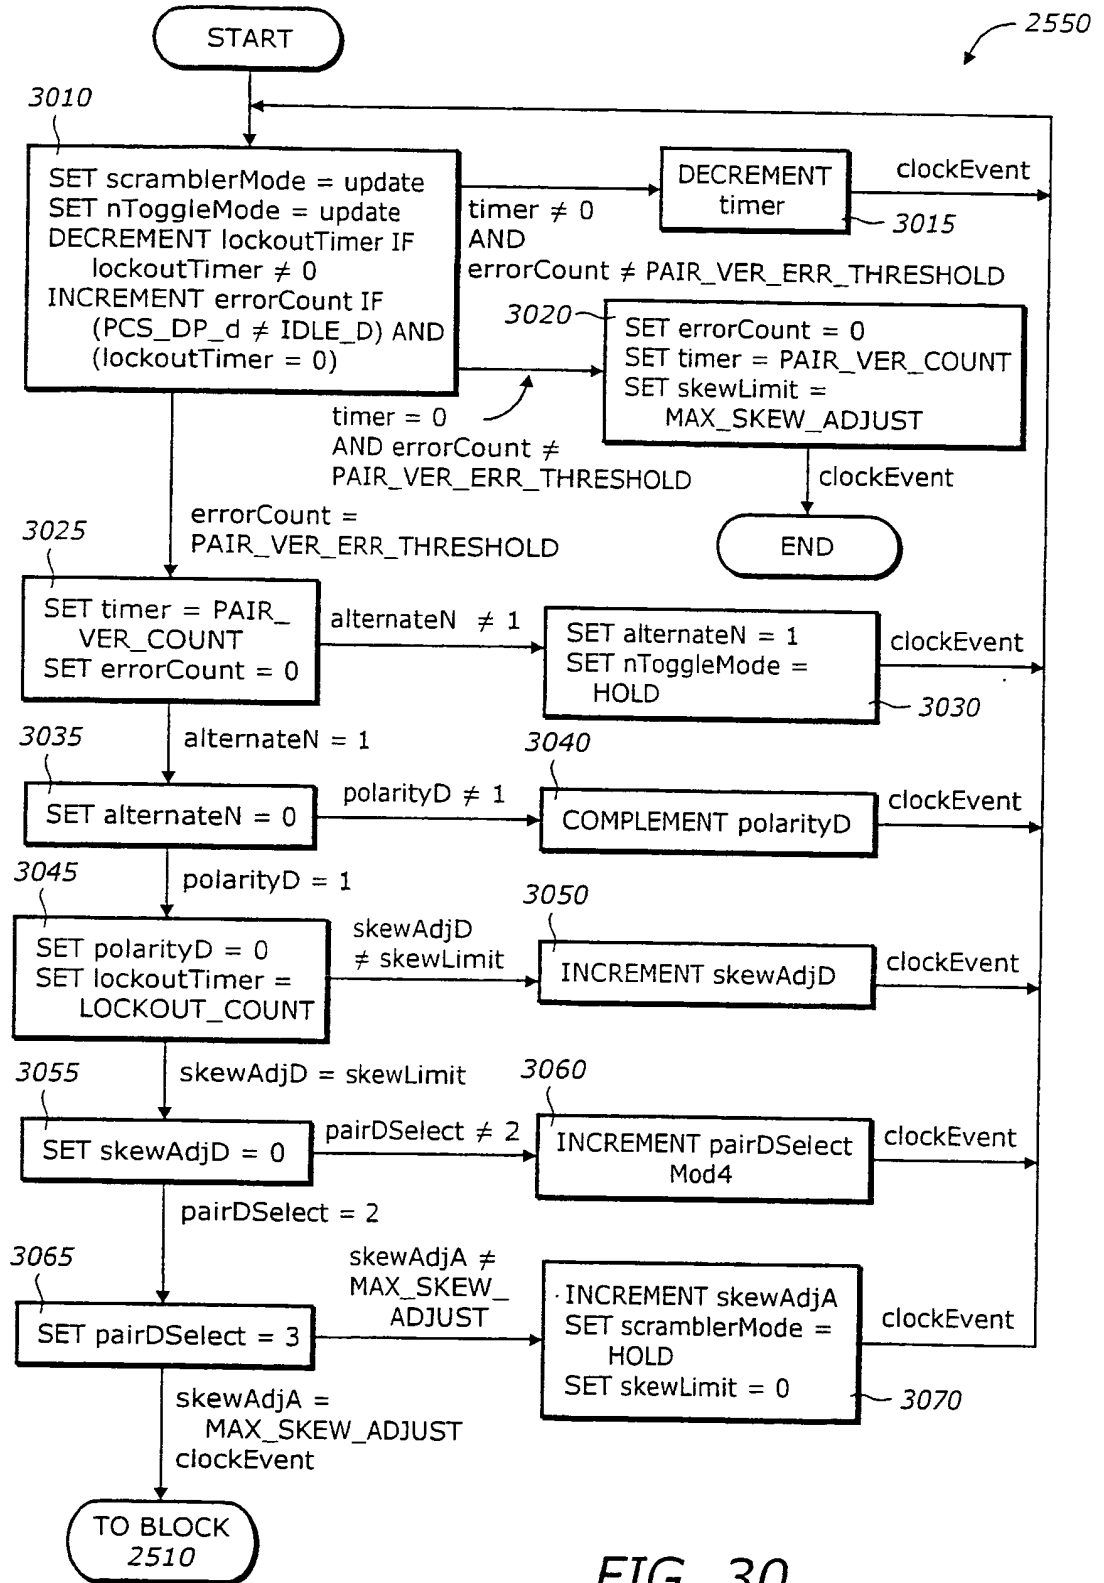 START
2550
3010
SET scramblerMode = update
SET nToggleMode = update
DECREMENT lockoutTimer IF
lockoutTimer ≠ 0
INCREMENT errorCount IF
(PCS_DP_d ≠ IDLE_D) AND
(lockoutTimer = 0)
timer ≠ 0
AND
errorCount ≠ PAIR_VER_ERR_THRESHOLD
DECREMENT
timer
3015
clockEvent
timer = 0
AND errorCount ≠
PAIR_VER_ERR_THRESHOLD
3020
SET errorCount = 0
SET timer = PAIR_VER_COUNT
SET skewLimit =
MAX_SKEW_ADJUST
clockEvent
END
errorCount =
PAIR_VER_ERR_THRESHOLD
3025
SET timer = PAIR_
VER_COUNT
SET errorCount = 0
alternateN ≠ 1
SET alternateN = 1
SET nToggleMode =
HOLD
3030
clockEvent
alternateN = 1
3035
SET alternateN = 0
polarityD ≠ 1
3040
COMPLEMENT polarityD
clockEvent
polarityD = 1
3045
SET polarityD = 0
SET lockoutTimer =
LOCKOUT_COUNT
skewAdjD
≠ skewLimit
3050
INCREMENT skewAdjD
clockEvent
skewAdjD = skewLimit
3055
SET skewAdjD = 0
pairDSelect ≠ 2
3060
INCREMENT pairDSelect
Mod4
clockEvent
pairDSelect = 2
3065
SET pairDSelect = 3
skewAdjA ≠
MAX_SKEW_
ADJUST
INCREMENT skewAdjA
SET scramblerMode =
HOLD
SET skewLimit = 0
3070
clockEvent
skewAdjA =
MAX_SKEW_ADJUST
clockEvent
TO BLOCK
2510
FIG. 30